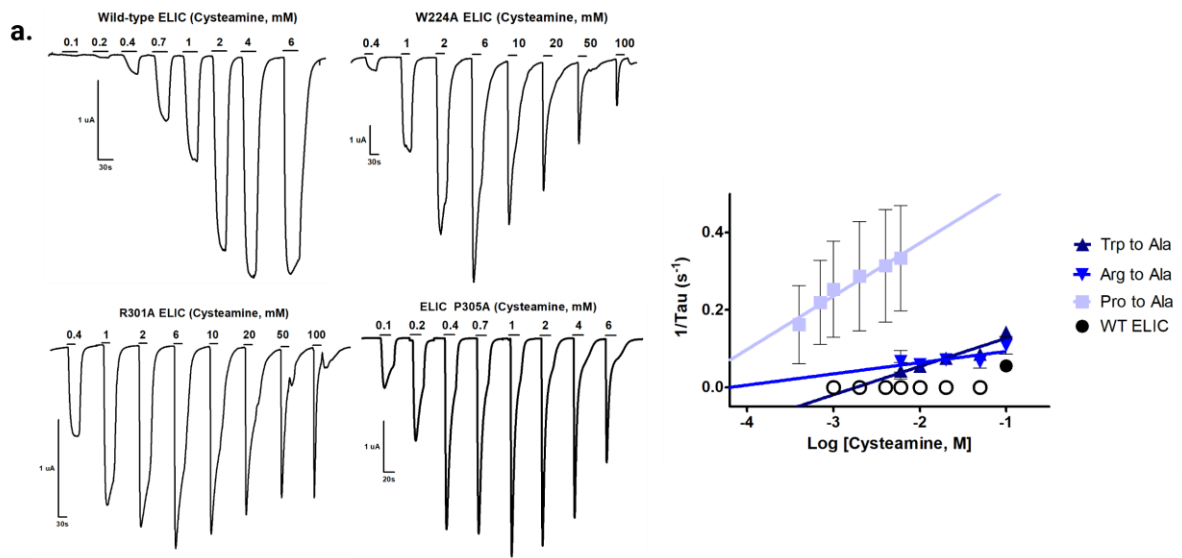 a.
Wild-type ELIC (Cysteamine, mM)
0.1 0.2 0.4 0.7 1 2 4 6
1 uA
30s
W224A ELIC (Cysteamine, mM)
0.4 1 2 6 10 20 50 100
1 uA
30s
R301A ELIC (Cysteamine, mM)
0.4 1 2 6 10 20 50 100
1 uA
30s
ELIC P305A (Cysteamine, mM)
0.1 0.2 0.4 0.7 1 2 4 6
1 uA
20s
1/Tau (s-1)
0.4
0.2
0.0
-4 -3 -2 -1
Log [Cysteamine, M]
Trp to Ala
Arg to Ala
Pro to Ala
WT ELIC